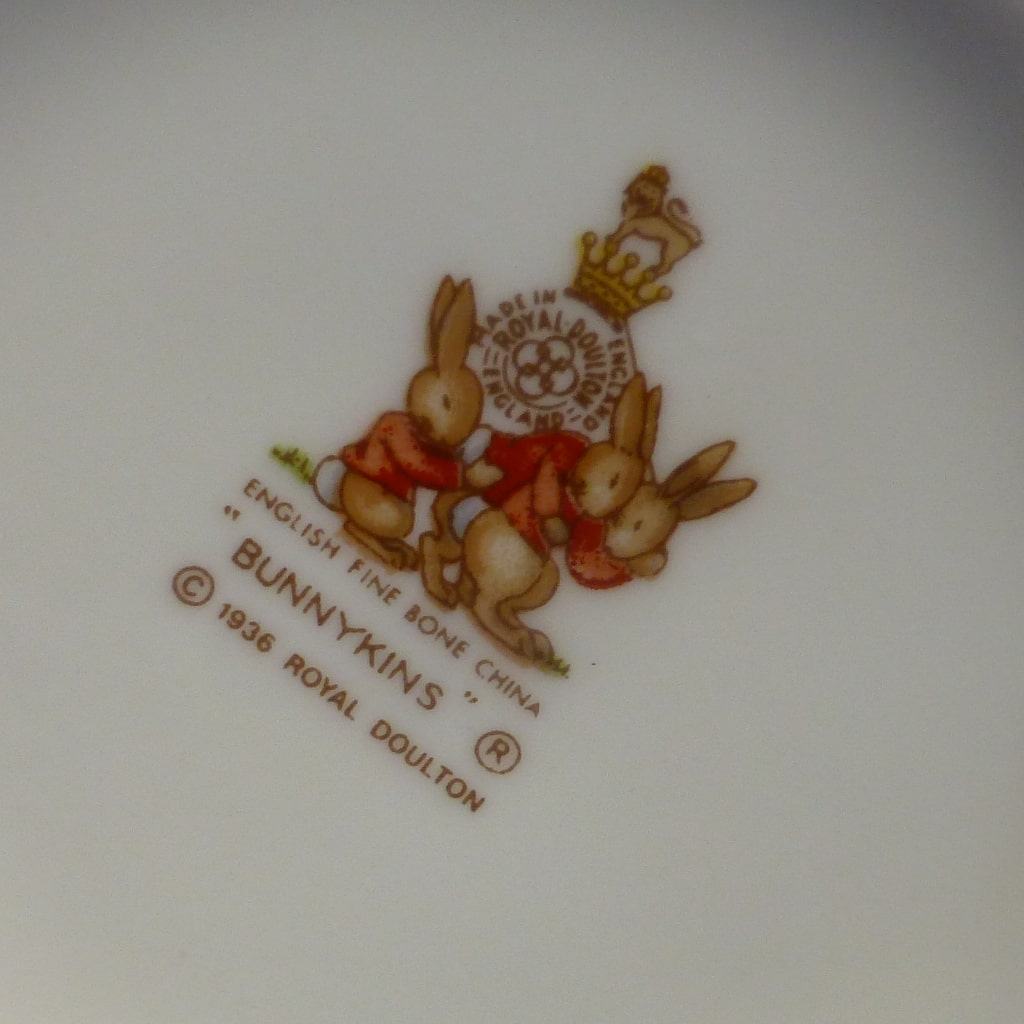 MADE IN ENGLAND
ROYAL·DOULTON
ENGLAND
ENGLISH FINE BONE CHINA
"BUNNYKINS" ®
© 1936 ROYAL DOULTON